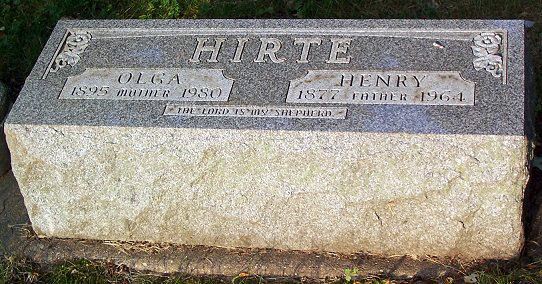 HIRTE
OLGA
1895 MOTHER 1980
HENRY
1877 FATHER 1964
THE LORD IS MY SHEPHERD.